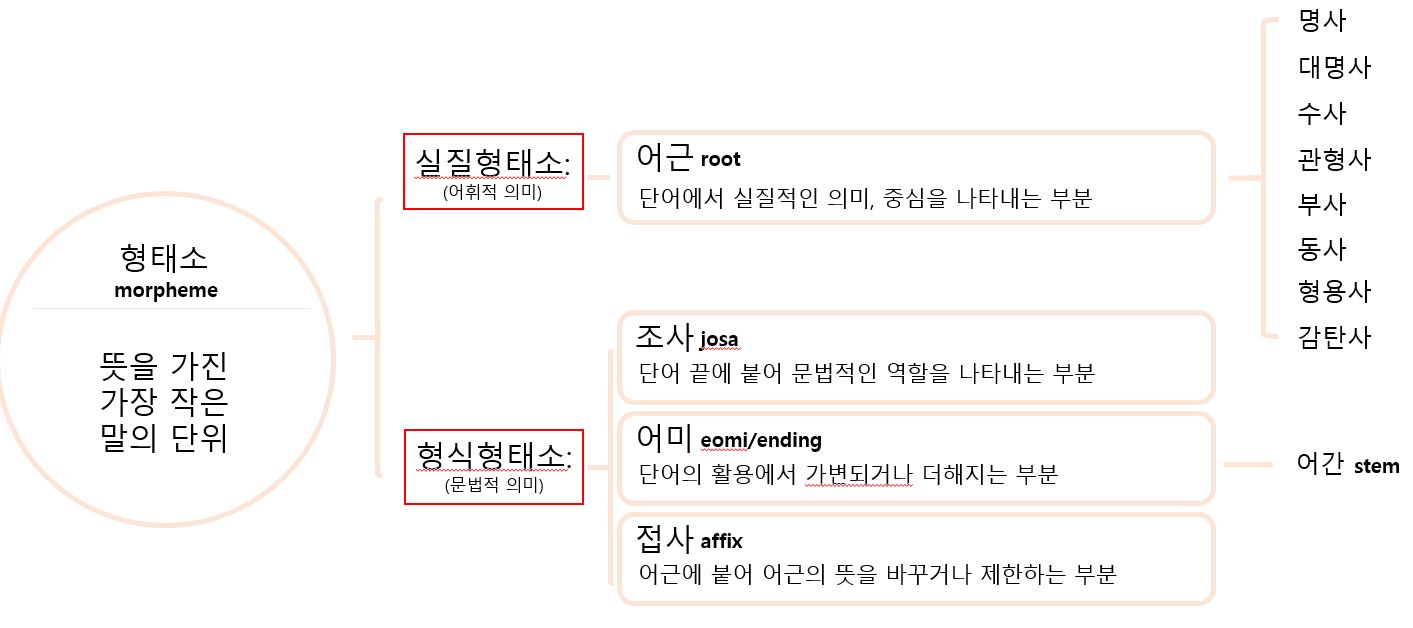 형태소
morpheme
뜻을 가진
가장 작은
말의 단위
실질형태소:
(어휘적 의미)
어근 root
단어에서 실질적인 의미, 중심을 나타내는 부분
명사
대명사
수사
관형사
부사
동사
형용사
감탄사
형식형태소:
(문법적 의미)
조사 josa
단어 끝에 붙어 문법적인 역할을 나타내는 부분
어미 eomi/ending
단어의 활용에서 가변되거나 더해지는 부분
어간 stem
접사 affix
어근에 붙어 어근의 뜻을 바꾸거나 제한하는 부분